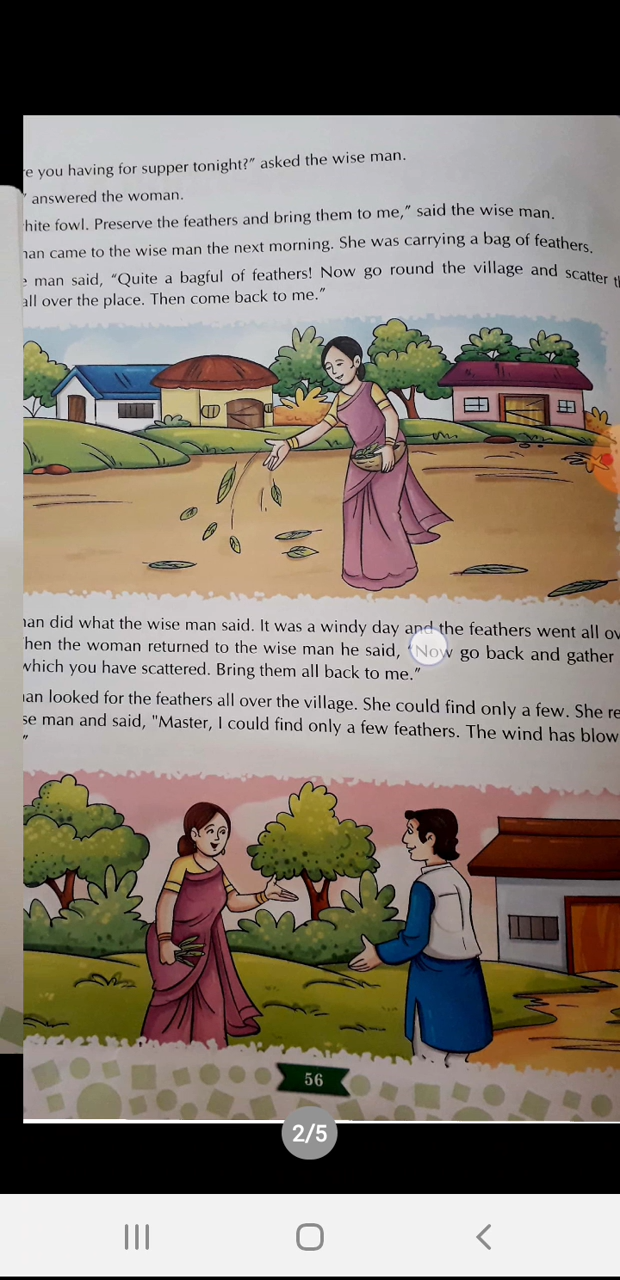 e you having for supper tonight?" asked the wise man.
" answered the woman.
hite fowl. Preserve the feathers and bring them to me," said the wise man.
an came to the wise man the next morning. She was carrying a bag of feathers.
e man said, "Quite a bagful of feathers! Now go round the village and scatter t
all over the place. Then come back to me."
an did what the wise man said. It was a windy day and the feathers went all ov
hen the woman returned to the wise man he said, "Now go back and gather
which you have scattered. Bring them all back to me."
an looked for the feathers all over the village. She could find only a few. She re
se man and said, "Master, I could find only a few feathers. The wind has blow
"
56
2/5